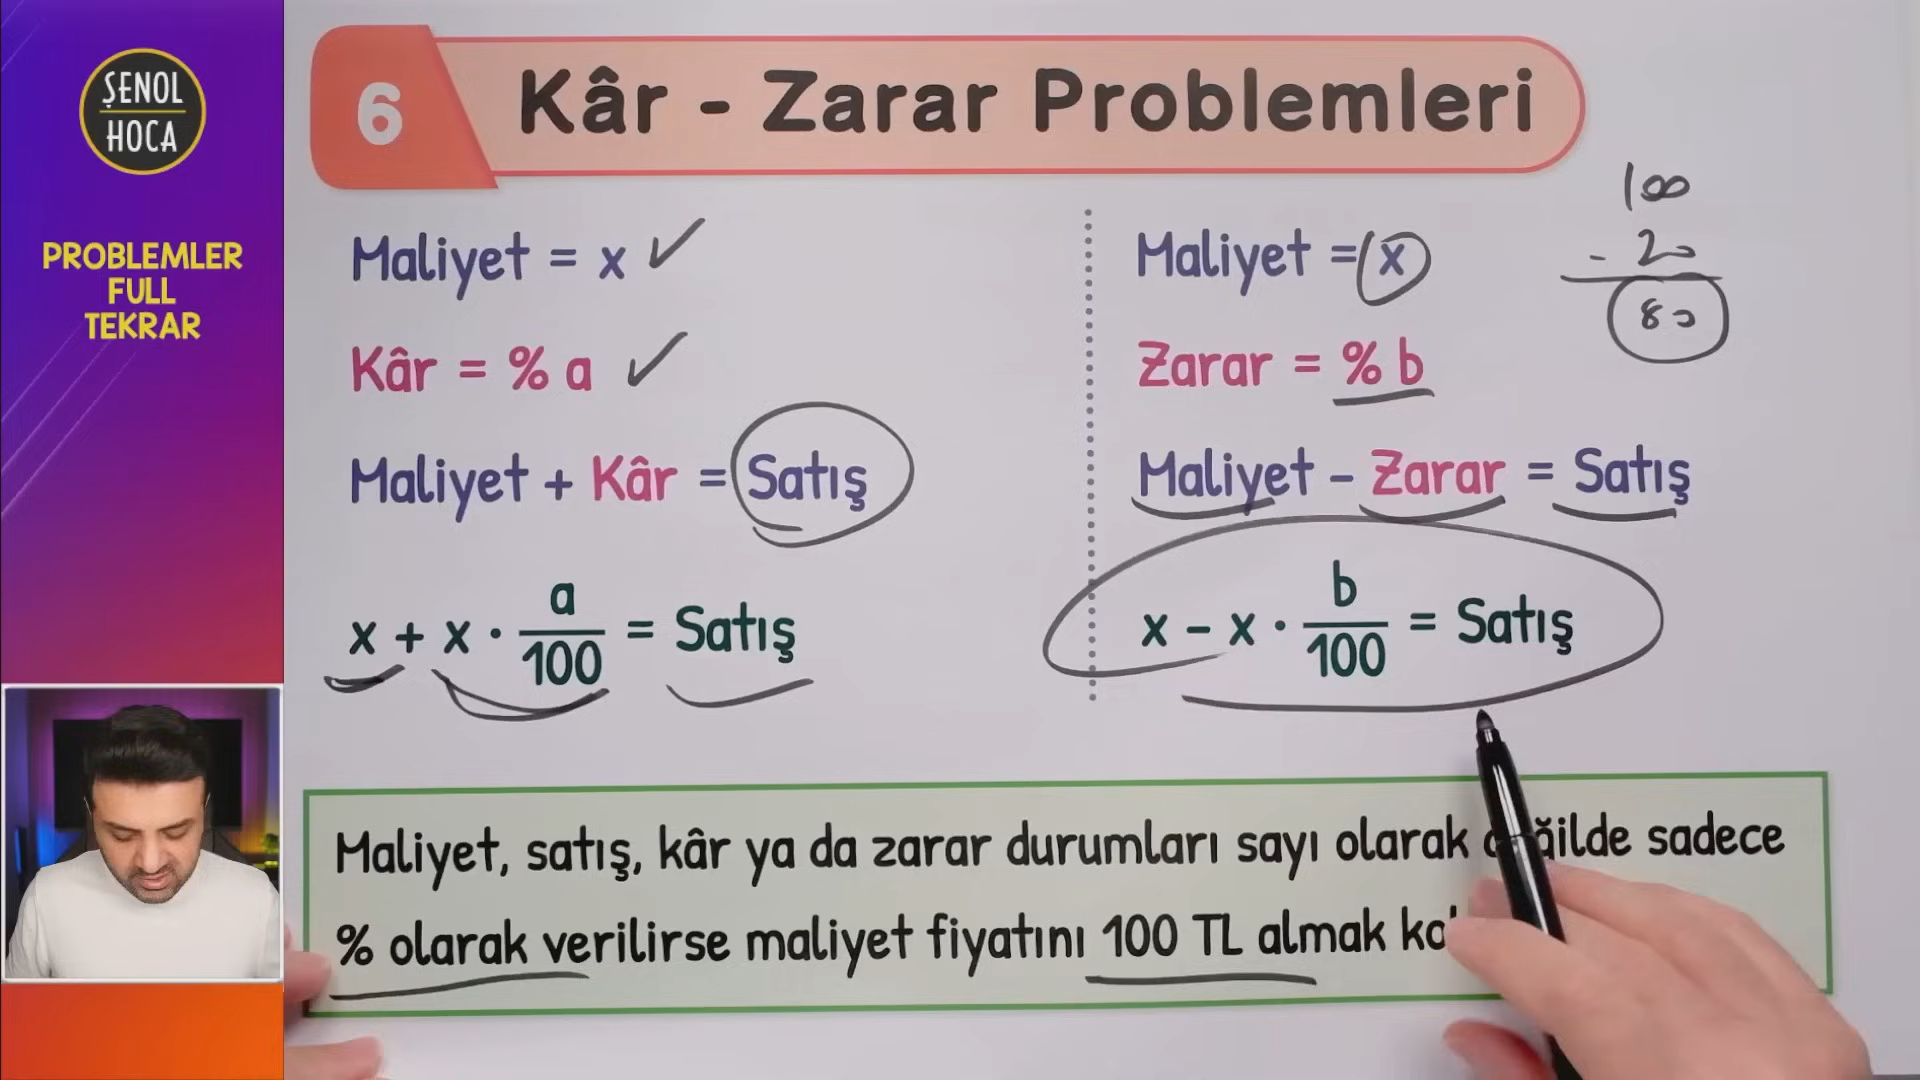 ŞENOL
HOCA
PROBLEMLER
FULL
TEKRAR
6 Kâr - Zarar Problemleri
Maliyet = x
Kâr = % a
Maliyet + Kâr = Satış
x + x · a/100 = Satış
Maliyet = x
Zarar = % b
Maliyet - Zarar = Satış
x - x · b/100 = Satış
100
- 20
80
Maliyet, satış, kâr ya da zarar durumları sayı olarak sadece
% olarak verilirse maliyet fiyatını 100 TL almak